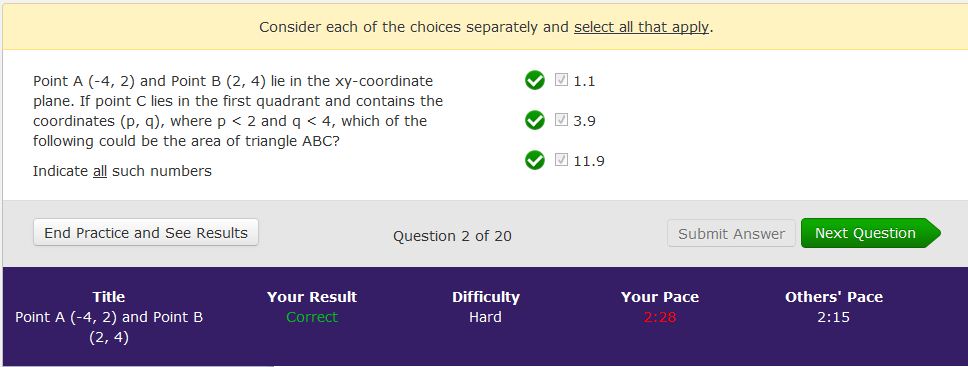 Consider each of the choices separately and select all that apply.
Point A (-4, 2) and Point B (2, 4) lie in the xy-coordinate
plane. If point C lies in the first quadrant and contains the
coordinates (p, q), where p < 2 and q < 4, which of the
following could be the area of triangle ABC?
Indicate all such numbers
1.1
3.9
11.9
End Practice and See Results
Question 2 of 20
Submit Answer
Next Question
Title
Point A (-4, 2) and Point B
(2, 4)
Your Result
Correct
Difficulty
Hard
Your Pace
2:28
Others' Pace
2:15